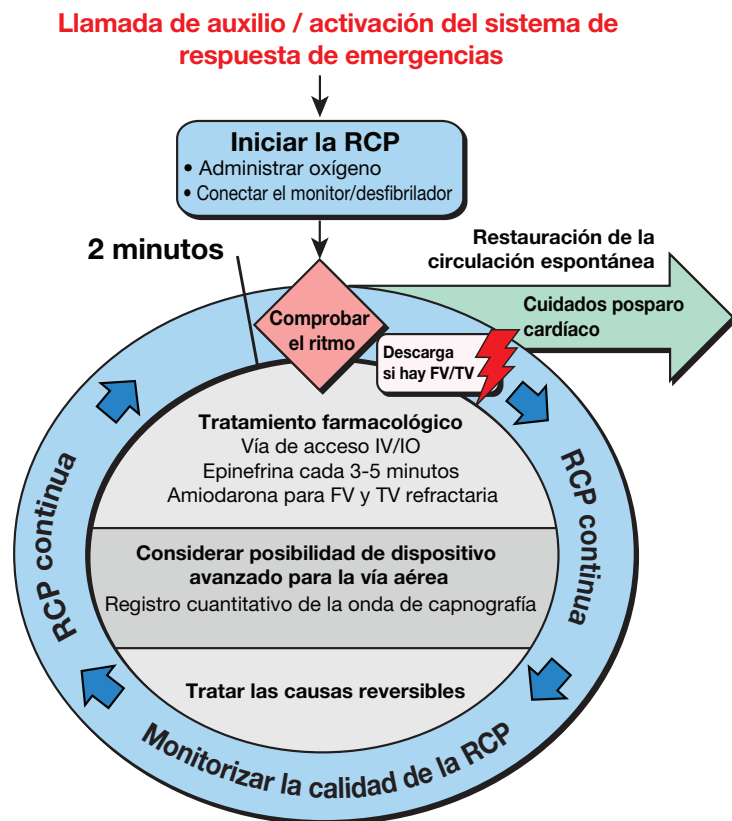 Llamada de auxilio / activación del sistema de
respuesta de emergencias
Iniciar la RCP
• Administrar oxígeno
• Conectar el monitor/desfibrilador
2 minutos
Restauración de la
circulación espontánea
Cuidados posparo
cardíaco
Comprobar
el ritmo
Descarga
si hay FV/TV
Tratamiento farmacológico
Vía de acceso IV/IO
Epinefrina cada 3-5 minutos
Amiodarona para FV y TV refractaria
RCP continua
RCP continua
Considerar posibilidad de dispositivo
avanzado para la vía aérea
Registro cuantitativo de la onda de capnografía
Tratar las causas reversibles
Monitorizar la calidad de la RCP